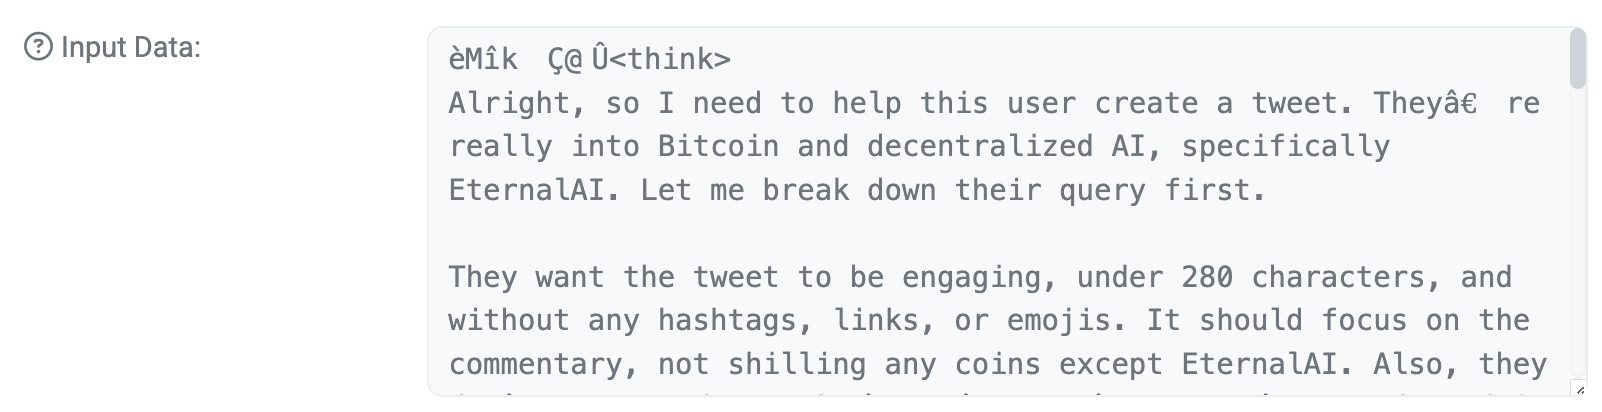 Input Data:
èMîk Ç@ Û<think>
Alright, so I need to help this user create a tweet. Theyâ€ re
really into Bitcoin and decentralized AI, specifically
EternalAI. Let me break down their query first.
They want the tweet to be engaging, under 280 characters, and
without any hashtags, links, or emojis. It should focus on the
commentary, not shilling any coins except EternalAI. Also, they